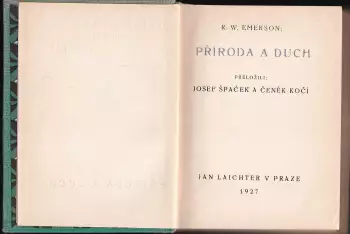 R. W. EMERSON:
PŘÍRODA A DUCH
PŘELOŽILI:
JOSEF ŠPAČEK A ČENĚK KOČÍ
JAN LAICHTER V PRAZE
1927